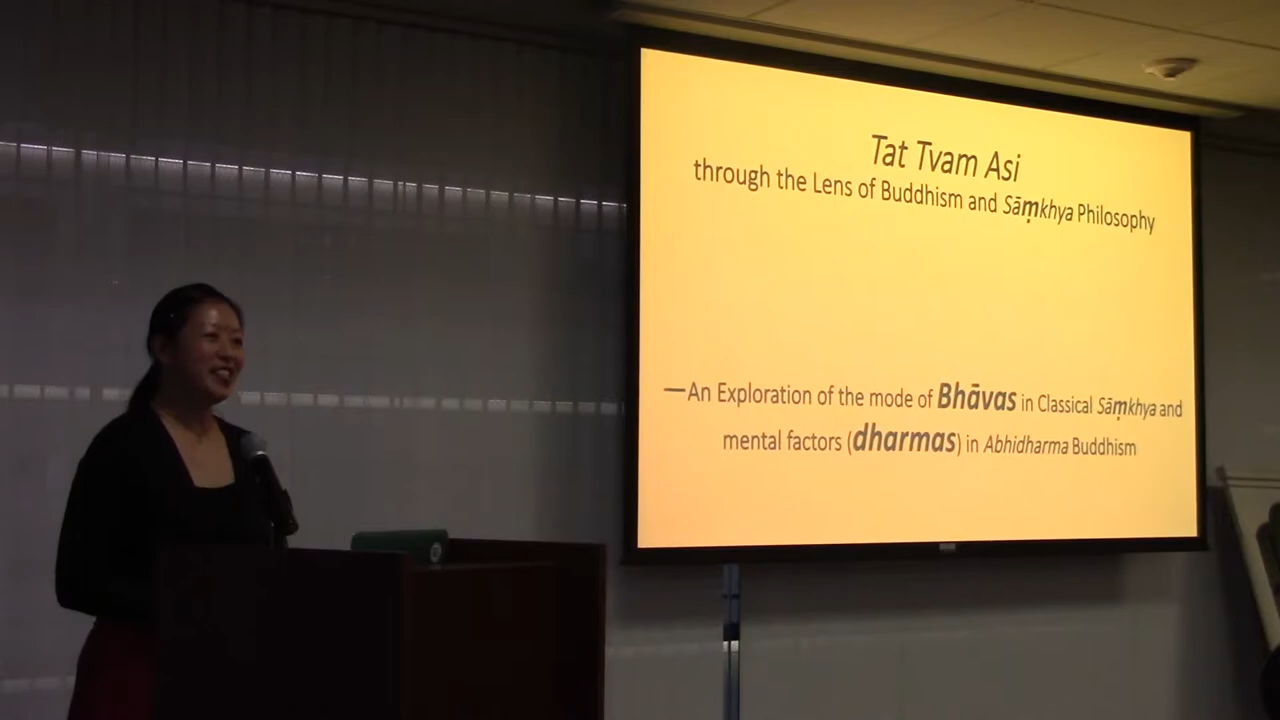 Tat Tvam Asi
through the Lens of Buddhism and Sāṃkhya Philosophy
—An Exploration of the mode of Bhāvas in Classical Sāṃkhya and
mental factors (dharmas) in Abhidharma Buddhism